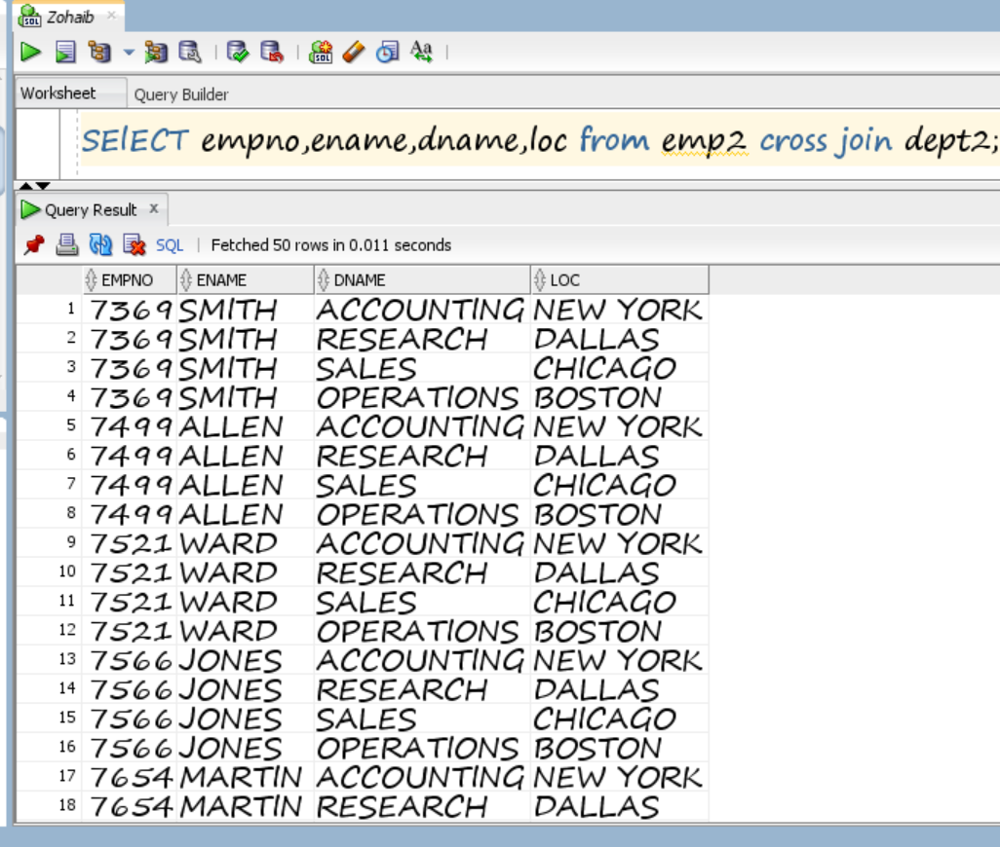 Zohaib ×
SQL Aa
Worksheet Query Builder
SElECT empno,ename,dname,loc from emp2 cross join dept2;
Query Result x
SQL | Fetched 50 rows in 0.011 seconds
EMPNO ENAME DNAME LOC
1 7369 SMITH ACCOUNTING NEW YORK
2 7369 SMITH RESEARCH DALLAS
3 7369 SMITH SALES CHICAGO
4 7369 SMITH OPERATIONS BOSTON
5 7499 ALLEN ACCOUNTING NEW YORK
6 7499 ALLEN RESEARCH DALLAS
7 7499 ALLEN SALES CHICAGO
8 7499 ALLEN OPERATIONS BOSTON
9 7521 WARD ACCOUNTING NEW YORK
10 7521 WARD RESEARCH DALLAS
11 7521 WARD SALES CHICAGO
12 7521 WARD OPERATIONS BOSTON
13 7566 JONES ACCOUNTING NEW YORK
14 7566 JONES RESEARCH DALLAS
15 7566 JONES SALES CHICAGO
16 7566 JONES OPERATIONS BOSTON
17 7654 MARTIN ACCOUNTING NEW YORK
18 7654 MARTIN RESEARCH DALLAS